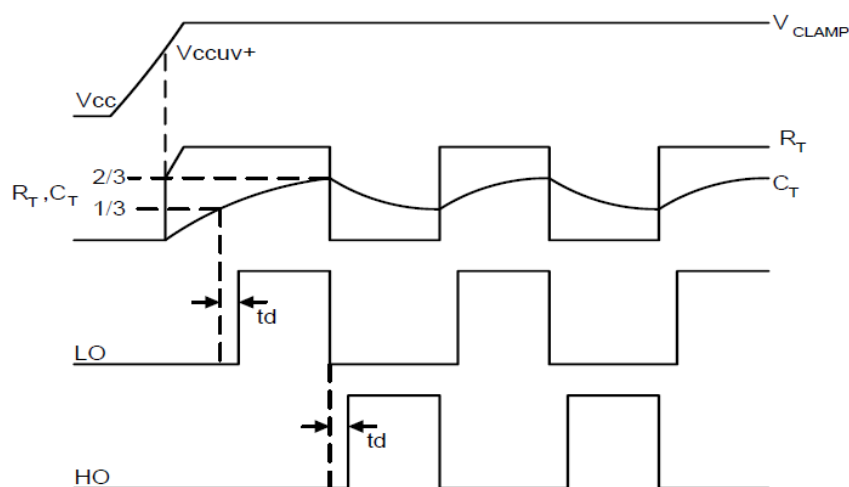 V CLAMP
Vccuv+
Vcc
R T
2/3
R T ,C T
C T
1/3
td
LO
td
HO